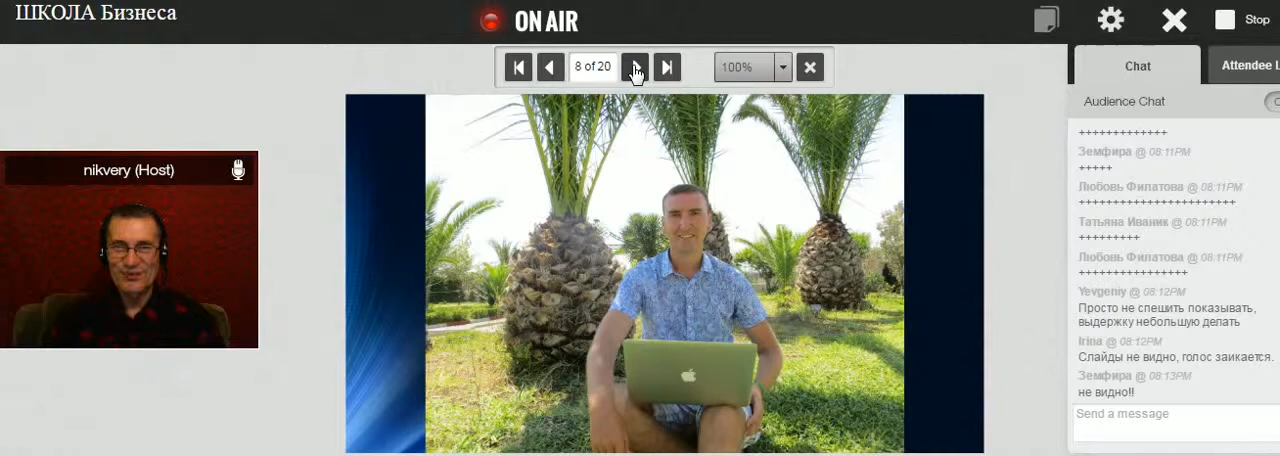 ШКОЛА Бизнеса
ON AIR
Stop
8 of 20
100%
Chat
Attendee L
Audience Chat
+++++++++++++
Земфира @ 08:11PM
+++++
Любовь Филатова @ 08:11PM
+++++++++++++++++++++++
Татьяна Иваник @ 08:11PM
+++++++++
Любовь Филатова @ 08:11PM
++++++++++++++++
Yevgeniy @ 08:12PM
Просто не спешить показывать,
выдержку небольшую делать
Irina @ 08:12PM
Слайды не видно, голос заикается.
Земфира @ 08:13PM
не видно!!
Send a message
nikvery (Host)